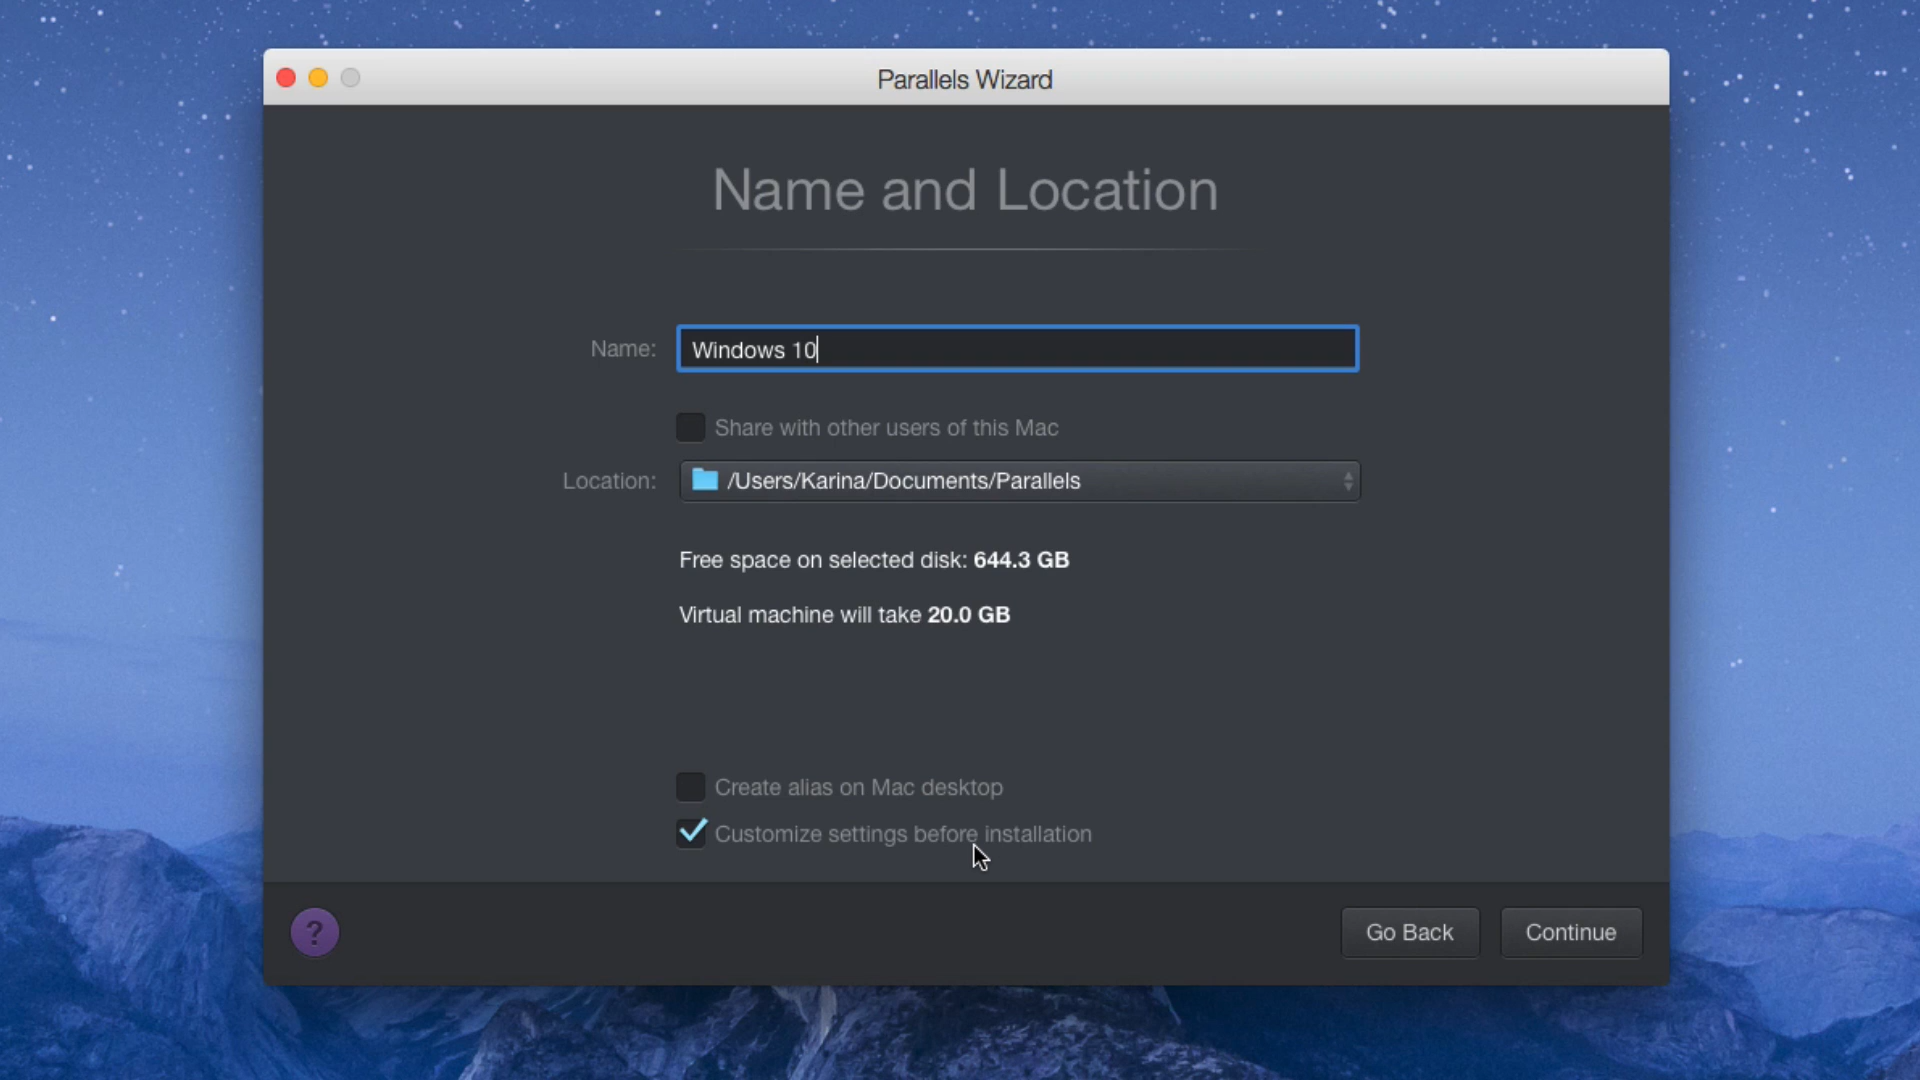 Parallels Wizard
Name and Location
Name: Windows 10
Share with other users of this Mac
Location: /Users/Karina/Documents/Parallels
Free space on selected disk: 644.3 GB
Virtual machine will take 20.0 GB
Create alias on Mac desktop
Customize settings before installation
? Go Back Continue